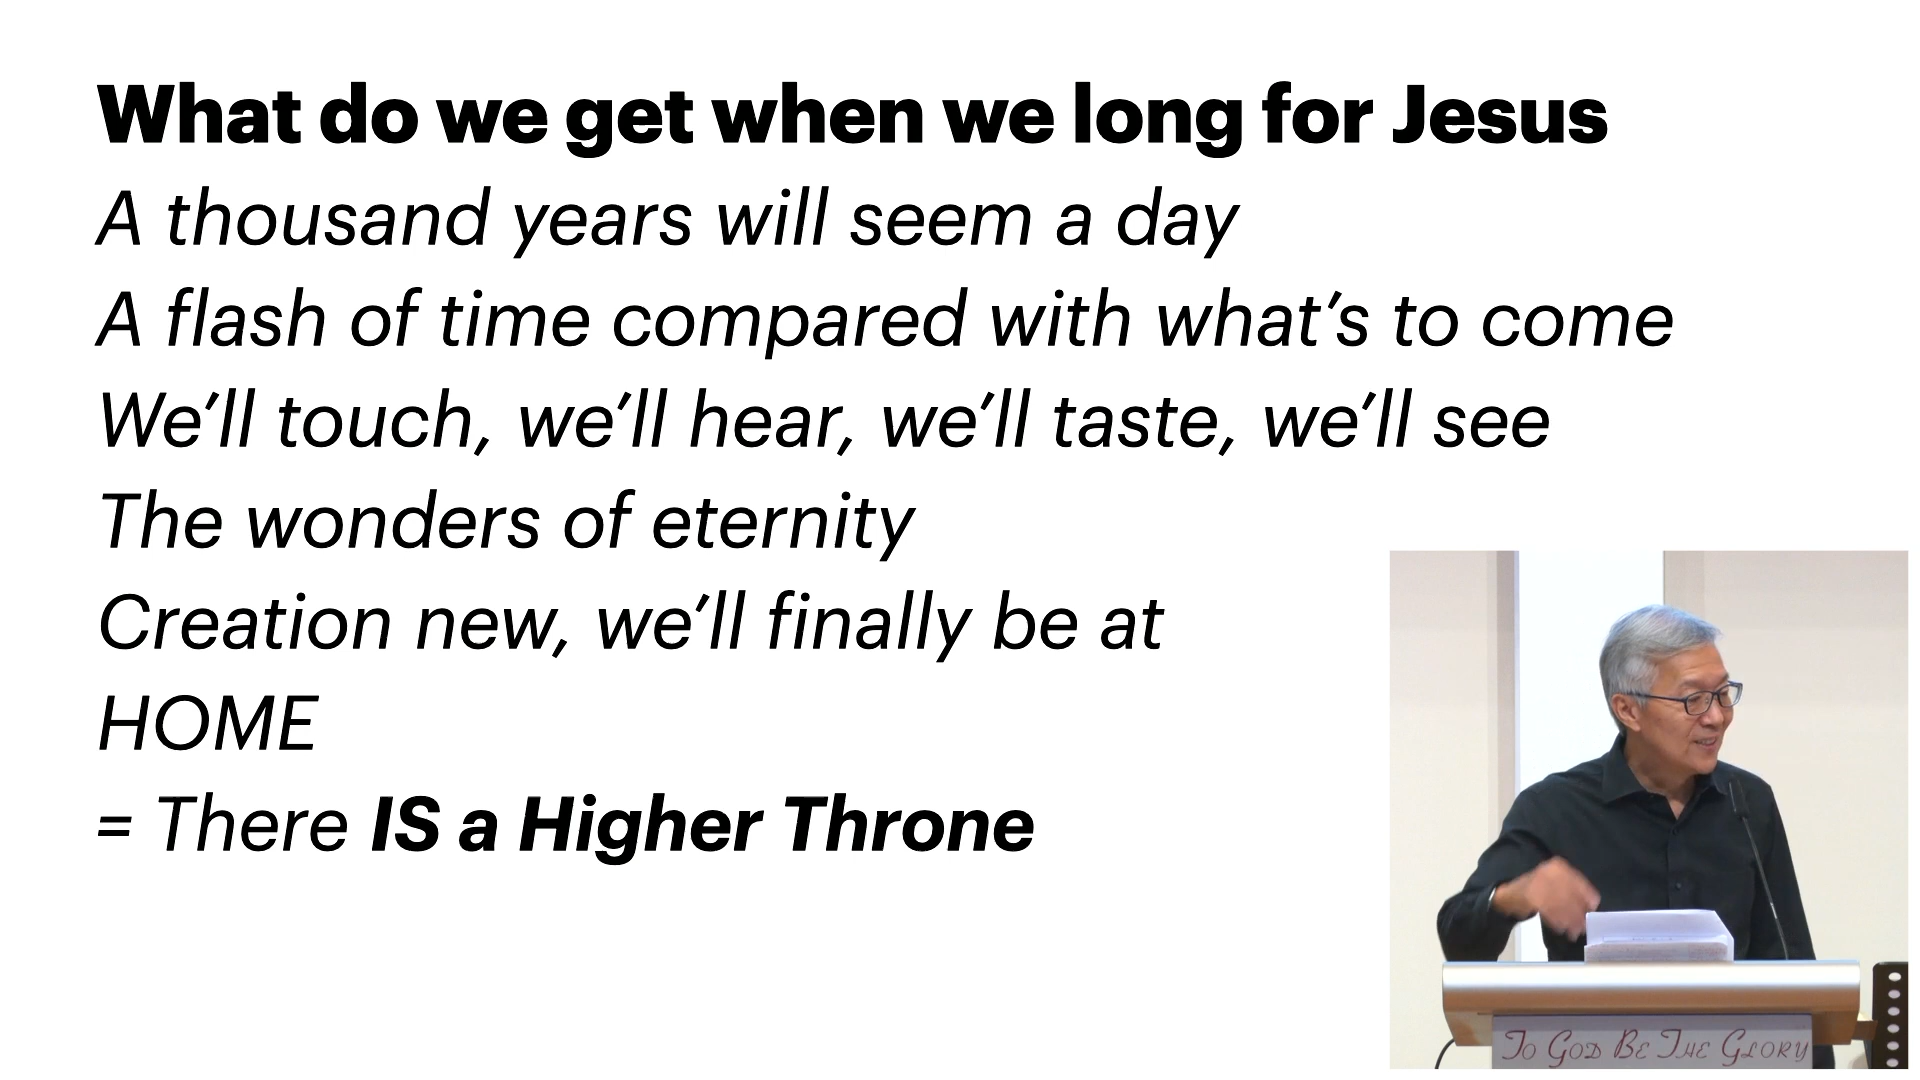 What do we get when we long for Jesus
A thousand years will seem a day
A flash of time compared with what’s to come
We’ll touch, we’ll hear, we’ll taste, we’ll see
The wonders of eternity
Creation new, we’ll finally be at
HOME
= There IS a Higher Throne
To God Be The Glory